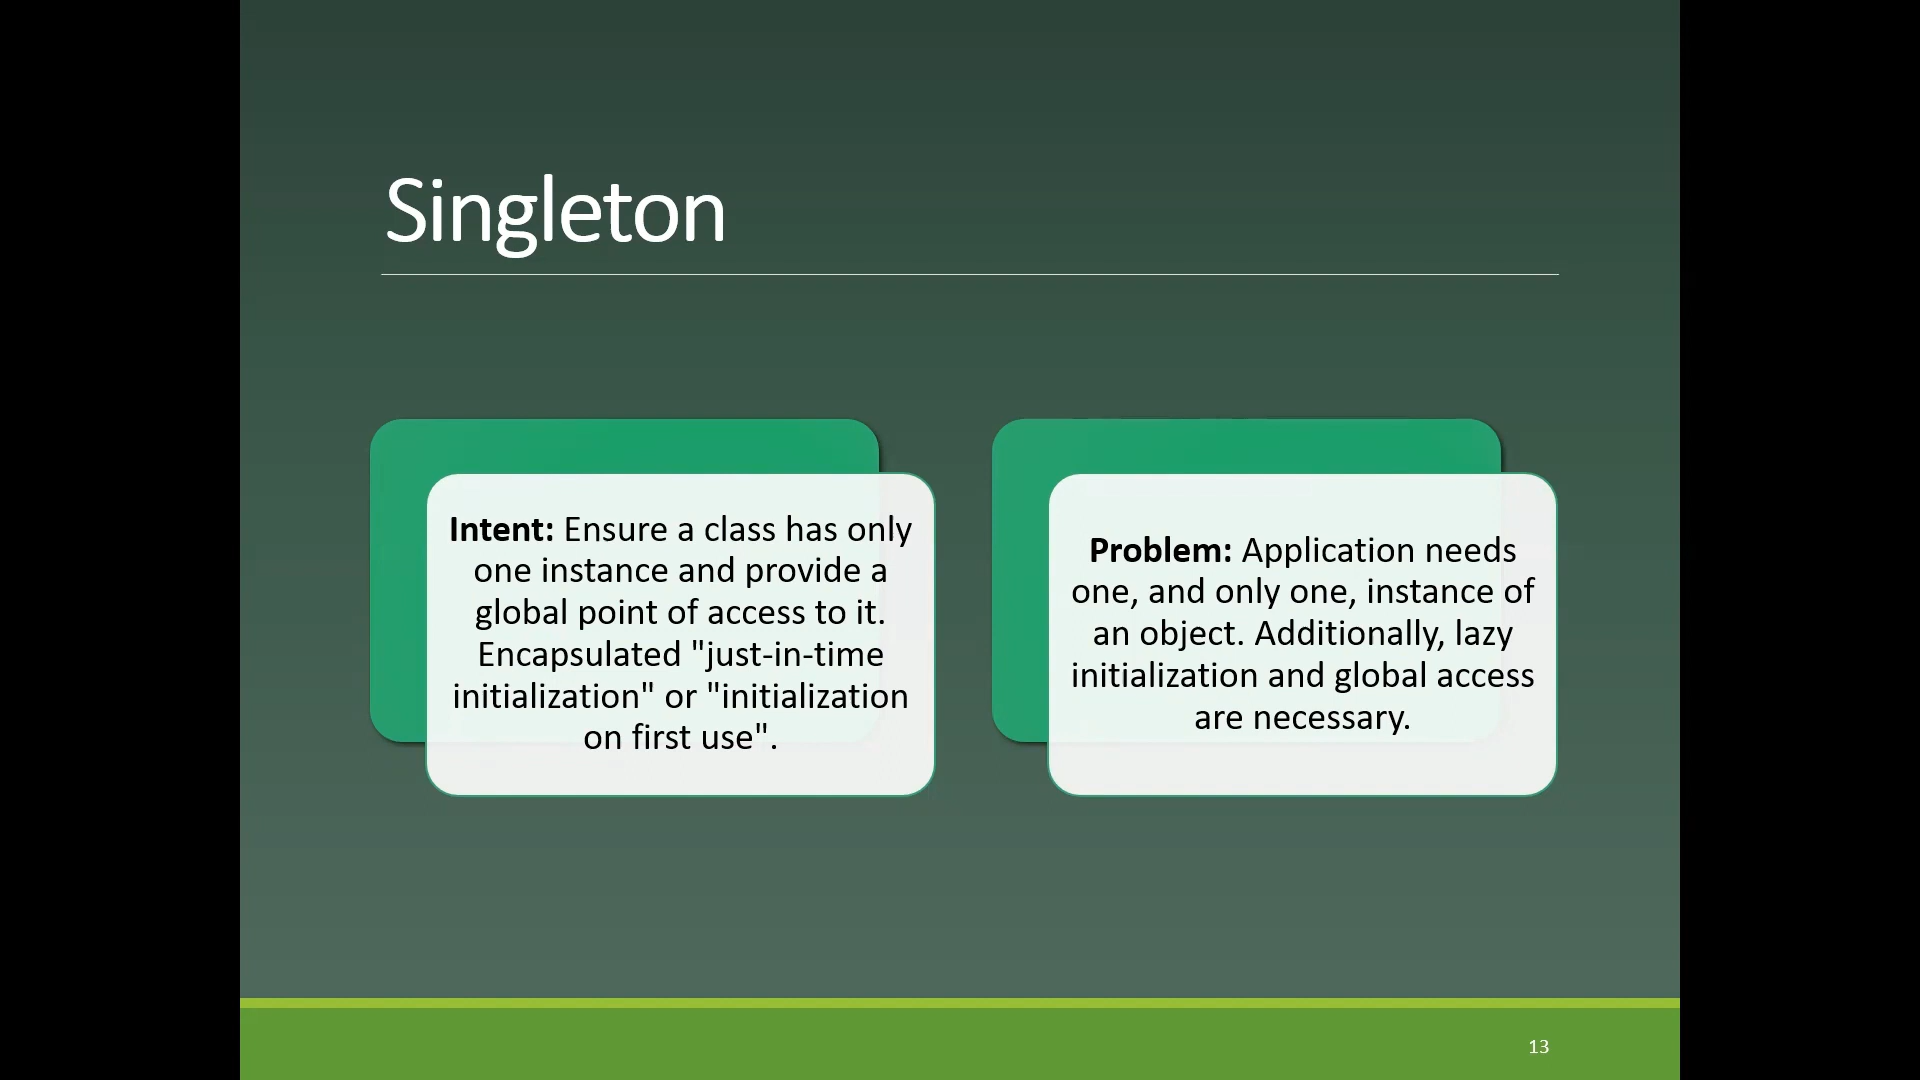 Singleton
Intent: Ensure a class has only
one instance and provide a
global point of access to it.
Encapsulated "just-in-time
initialization" or "initialization
on first use".
Problem: Application needs
one, and only one, instance of
an object. Additionally, lazy
initialization and global access
are necessary.
13